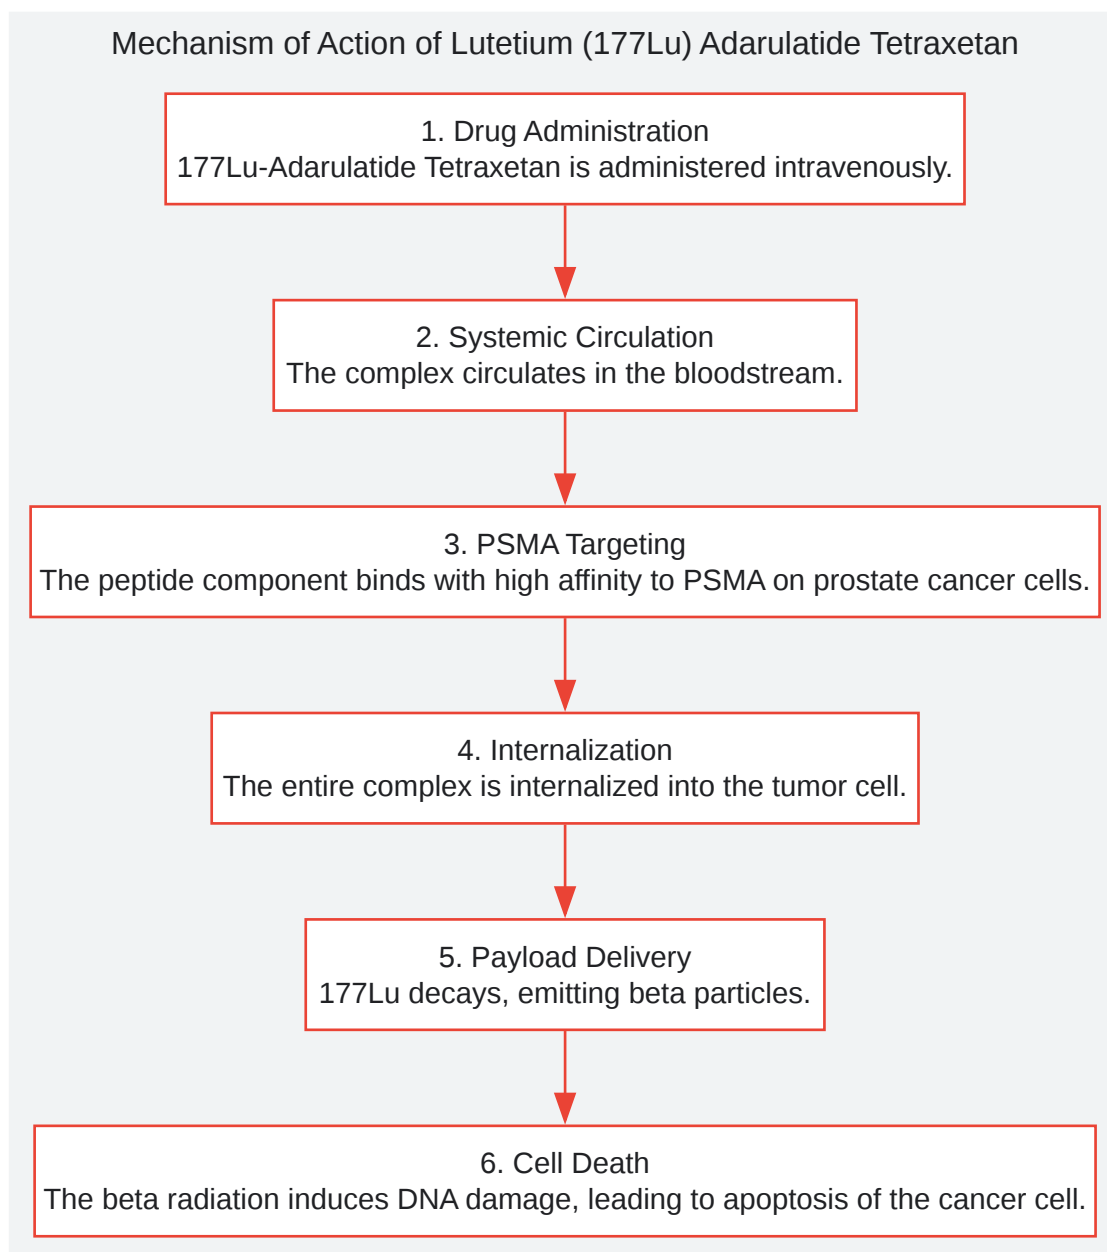 Mechanism of Action of Lutetium (177Lu) Adarulatide Tetraxetan
1. Drug Administration
177Lu-Adarulatide Tetraxetan is administered intravenously.
2. Systemic Circulation
The complex circulates in the bloodstream.
3. PSMA Targeting
The peptide component binds with high affinity to PSMA on prostate cancer cells.
4. Internalization
The entire complex is internalized into the tumor cell.
5. Payload Delivery
177Lu decays, emitting beta particles.
6. Cell Death
The beta radiation induces DNA damage, leading to apoptosis of the cancer cell.